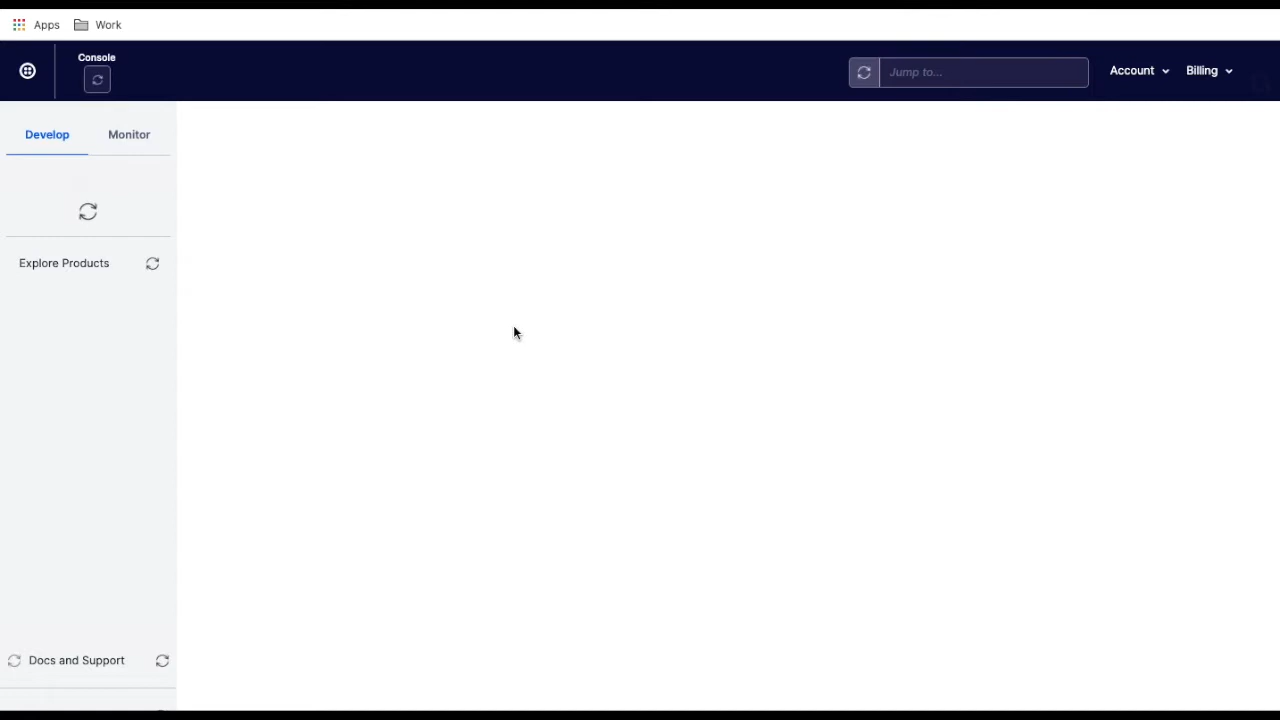 Apps Work
Console
Jump to...
Account Billing
Develop Monitor
Explore Products
Docs and Support